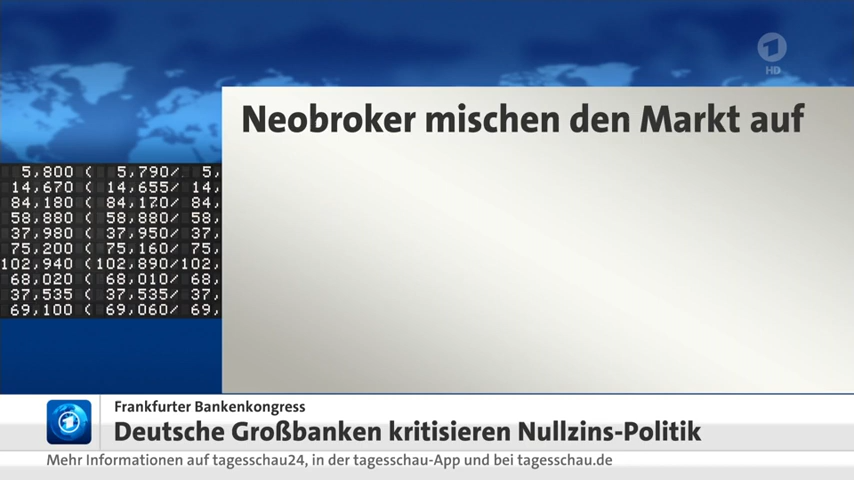 1
HD
Neobroker mischen den Markt auf
5,800 ( 5,790/ 5,
14,670 ( 14,655/ 14,
84,180 ( 84,170/ 84,
58,880 ( 58,880/ 58,
37,980 ( 37,950/ 37,
75,200 ( 75,160/ 75,
102,940 (102,890/102,
68,020 ( 68,010/ 68,
37,535 ( 37,535/ 37,
69,100 ( 69,060/ 69,
Frankfurter Bankenkongress
Deutsche Großbanken kritisieren Nullzins-Politik
Mehr Informationen auf tagesschau24, in der tagesschau-App und bei tagesschau.de